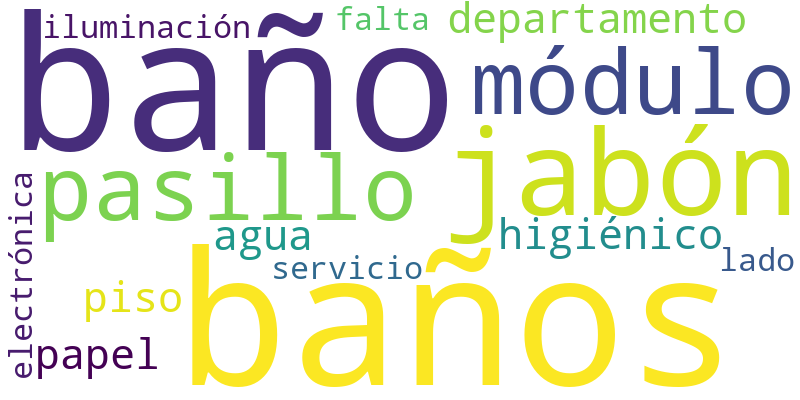 iluminación
falta
departamento
baño
módulo
pasillo
jabón
electrónica
agua
higiénico
servicio
lado
piso
baños
papel